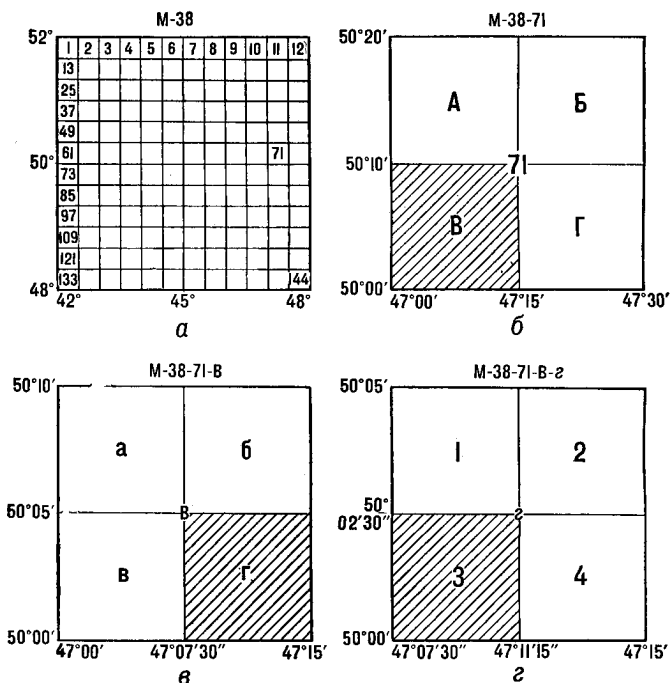 М-38
52°
1 2 3 4 5 6 7 8 9 10 11 12
13
25
37
49
50°
61 71
73
85
97
109
121
48°
133 144
42° 45° 48°
а
М-38-71
50°20'
А Б
50°10'
71
В Г
50°00'
47°00' 47°15' 47°30'
б
М-38-71-В
50°10'
а б
50°05'
В
в г
50°00'
47°00' 47°07'30" 47°15'
в
М-38-71-В-г
50°05'
1 2
50°
02'30"
г
3 4
50°00'
47°07'30" 47°11'15" 47°15'
г